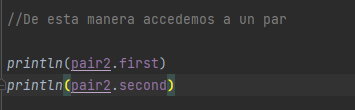 //De esta manera accedemos a un par
println(pair2.first)
println(pair2.second)